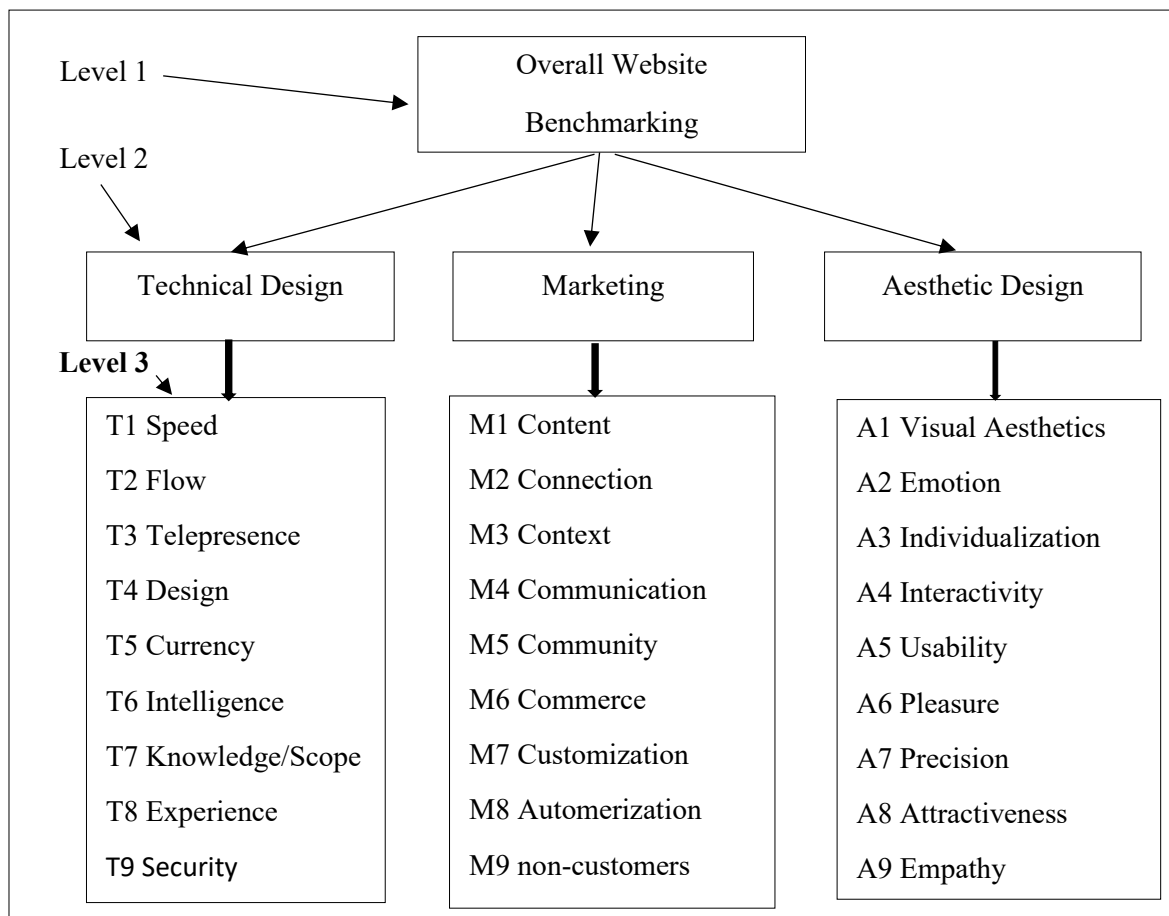 Level 1
Overall Website
Benchmarking
Level 2
Technical Design
Marketing
Aesthetic Design
Level 3
T1 Speed
T2 Flow
T3 Telepresence
T4 Design
T5 Currency
T6 Intelligence
T7 Knowledge/Scope
T8 Experience
T9 Security
M1 Content
M2 Connection
M3 Context
M4 Communication
M5 Community
M6 Commerce
M7 Customization
M8 Automerization
M9 non-customers
A1 Visual Aesthetics
A2 Emotion
A3 Individualization
A4 Interactivity
A5 Usability
A6 Pleasure
A7 Precision
A8 Attractiveness
A9 Empathy